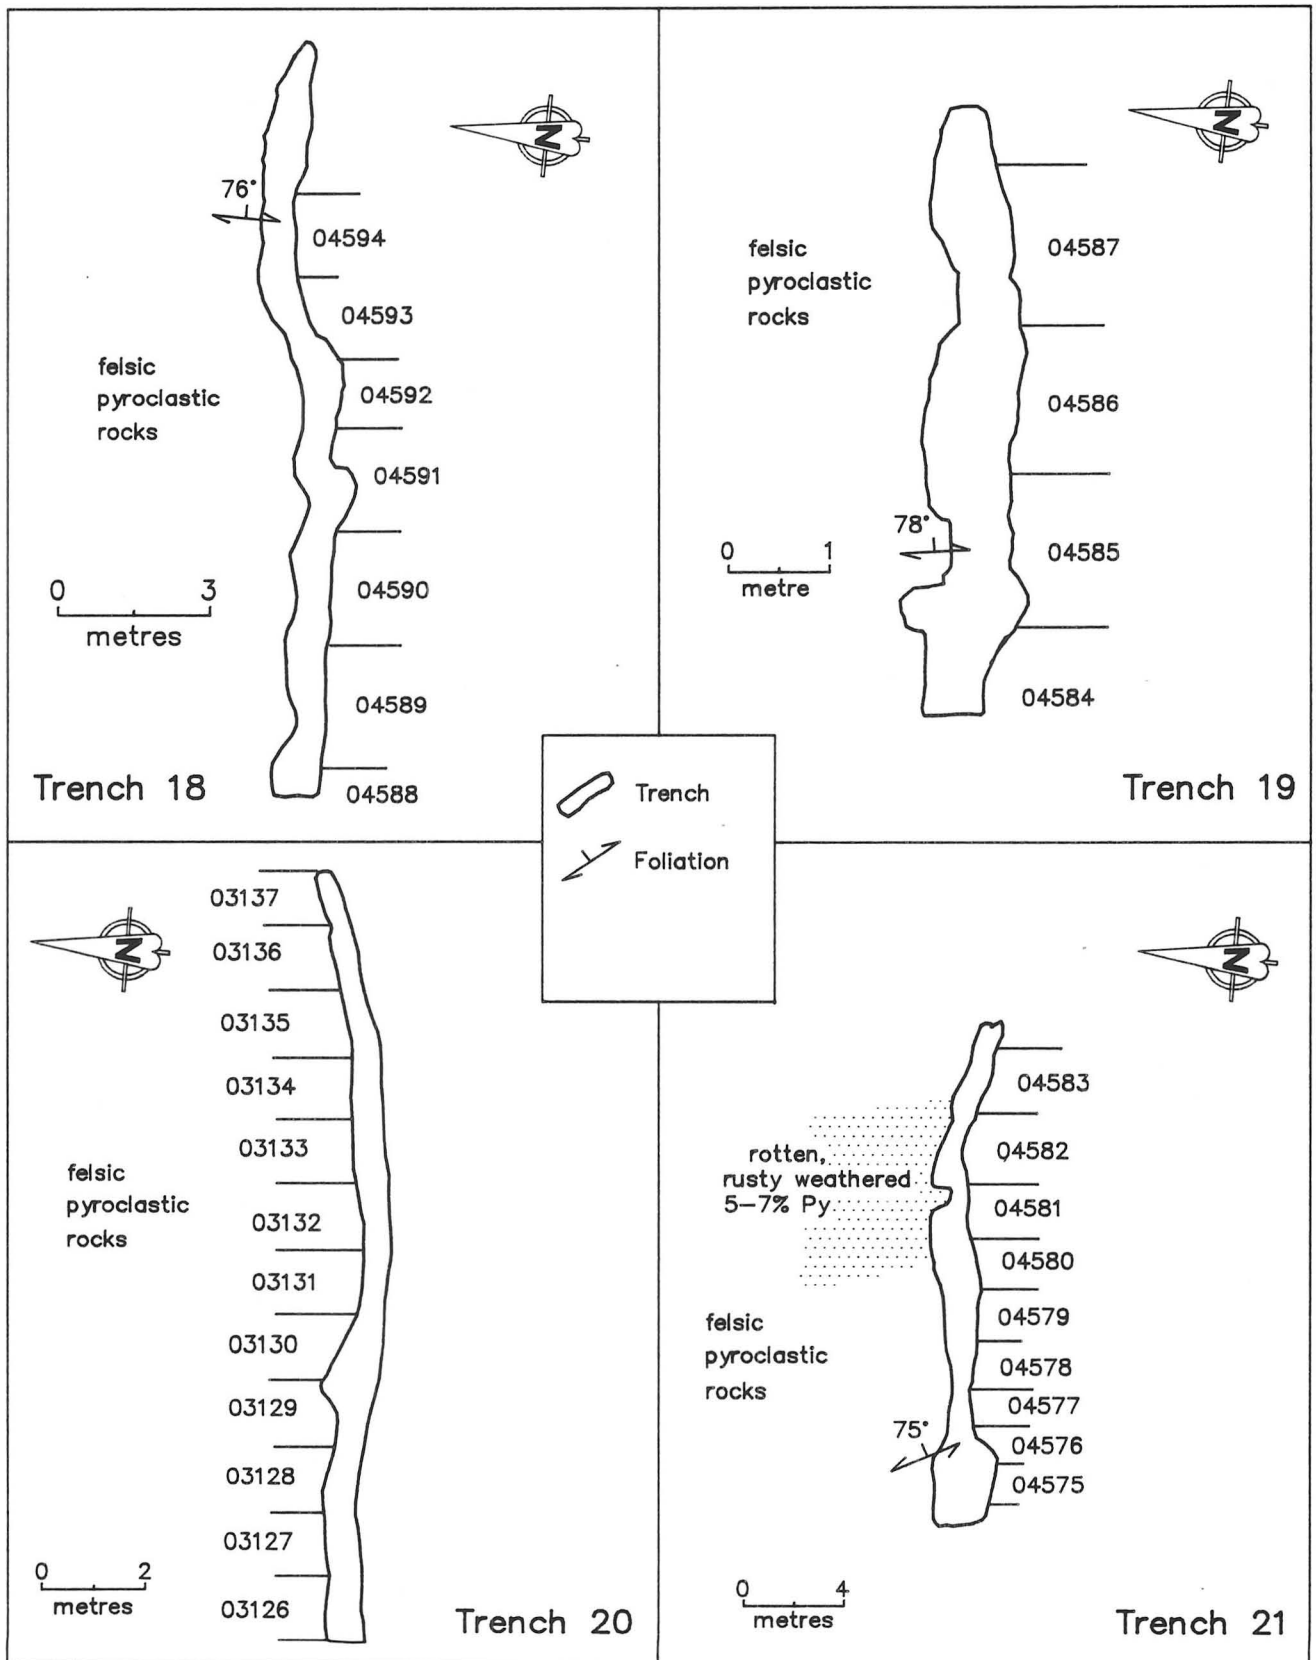 N
76°
04594
04593
felsic
pyroclastic
rocks
04592
04591
0 3
metres
04590
04589
04588
Trench 18
N
felsic
pyroclastic
rocks
04587
04586
78°
0 1
metre
04585
04584
Trench 19
Trench
Foliation
03137
N
03136
03135
03134
03133
felsic
pyroclastic
rocks
03132
03131
03130
03129
03128
03127
0 2
metres
03126
Trench 20
N
04583
rotten,
rusty weathered
5–7% Py
04582
04581
04580
felsic
pyroclastic
rocks
04579
04578
04577
75°
04576
04575
0 4
metres
Trench 21